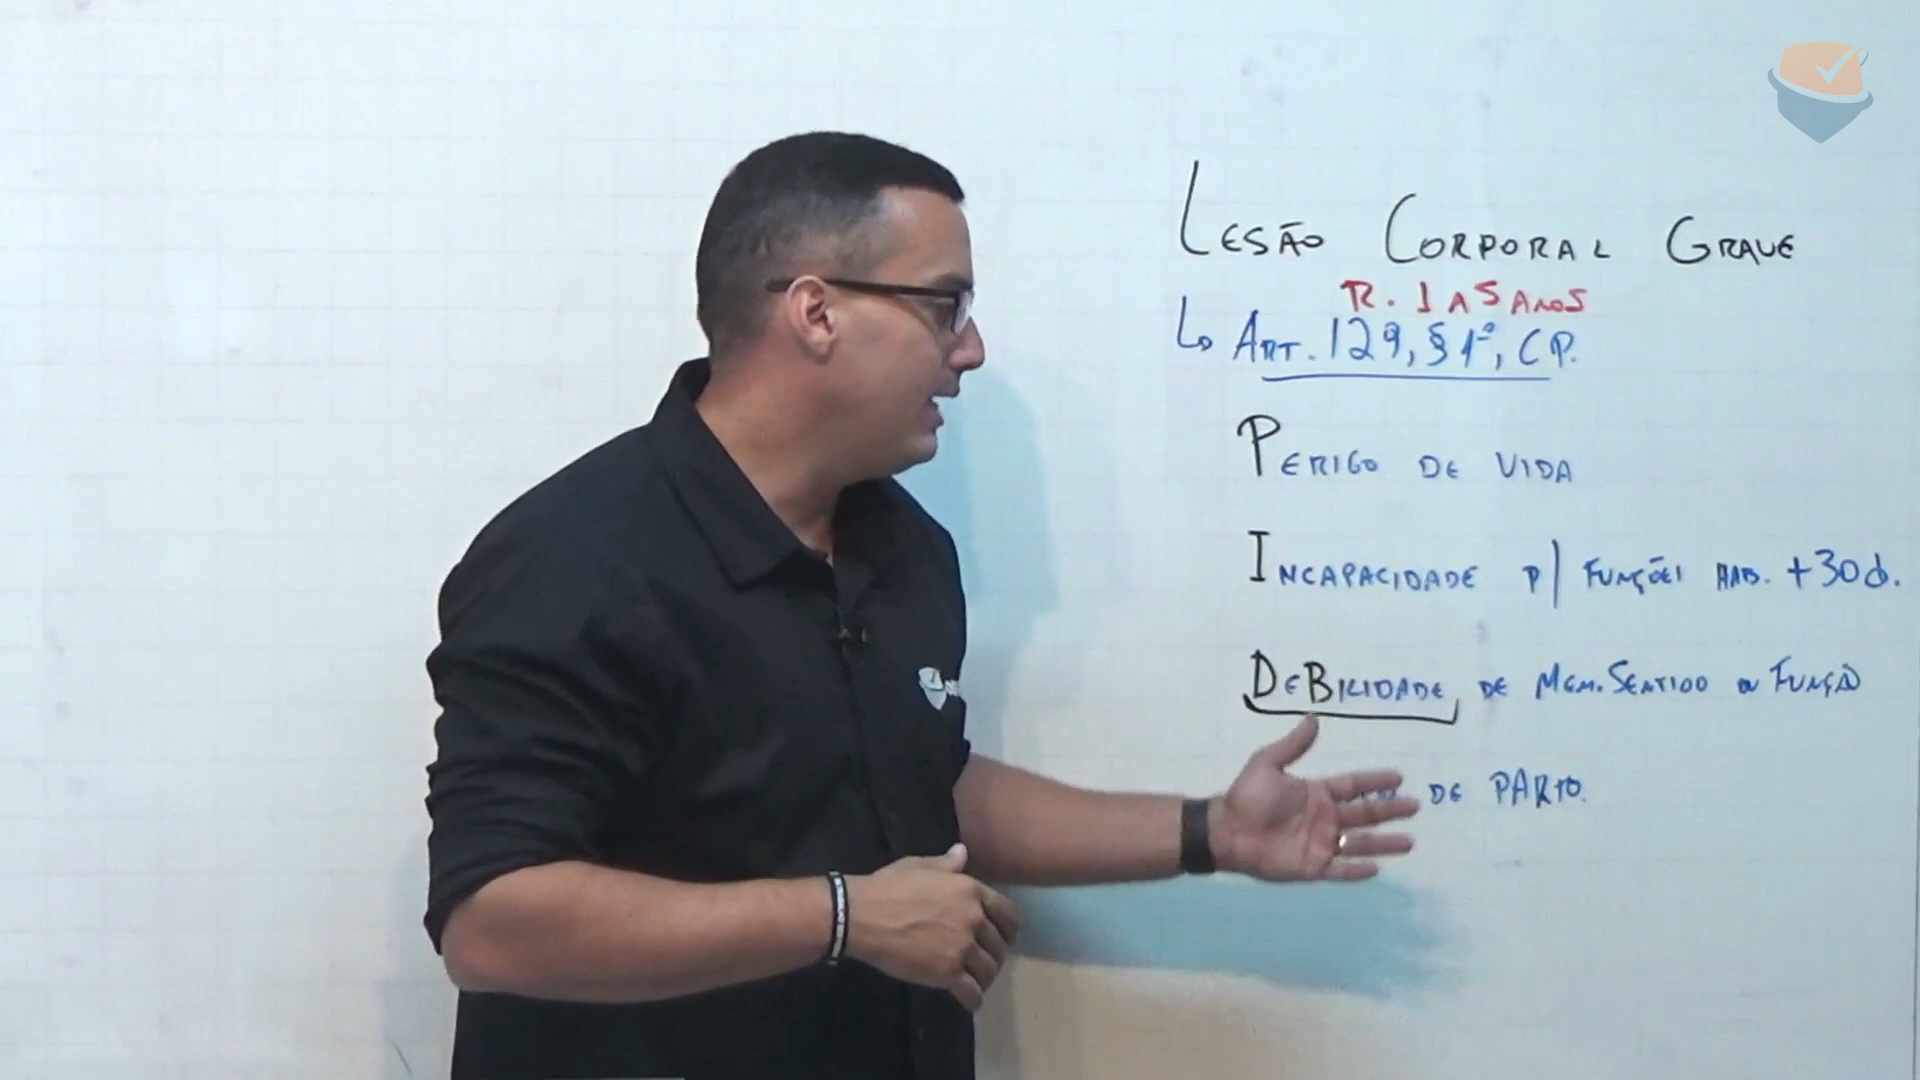 LESÃO CORPORAL GRAVE
R. 1 A 5 ANOS
ART. 129, § 1º, CP.
PERIGO DE VIDA
INCAPACIDADE P/ FUNÇÕES HAB. +30d.
DEBILIDADE DE MEM. SENTIDO OU FUNÇÃO
DE PARTO.